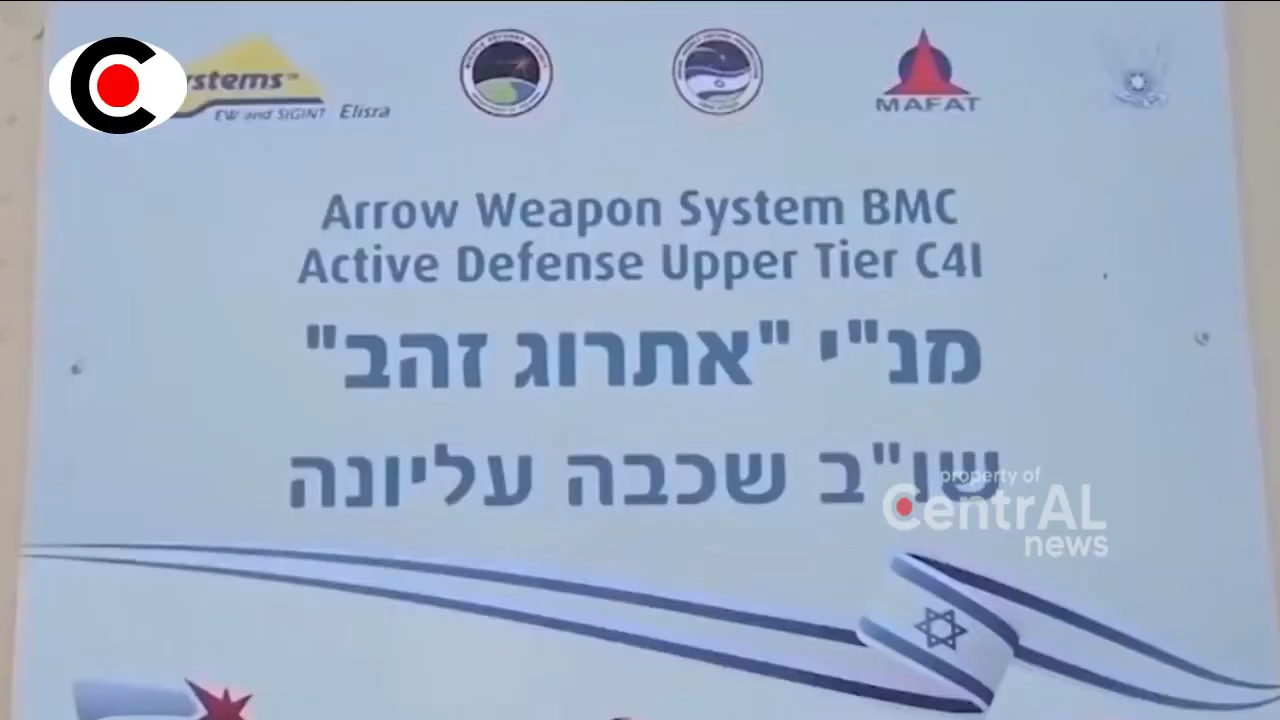 systems™
EW and SIGINT Elisra
MAFAT
Arrow Weapon System BMC
Active Defense Upper Tier C4I
מנ"י "אתרוג זהב"
שו"ב שכבה עליונה
property of
CentrAL
news